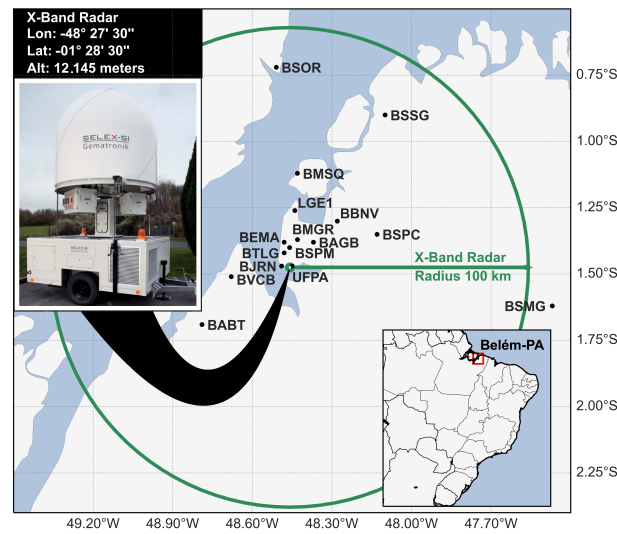 X-Band Radar
Lon: -48° 27' 30"
Lat: -01° 28' 30"
Alt: 12.145 meters
SELEX-SI
Gematronik
BSOR
BSSG
BMSQ
LGE1
BBNV
BMGR
BSPC
BEMA
BAGB
BTLG
BSPM
BJRN
UFPA
BVCB
X-Band Radar
Radius 100 km
BSMG
BABT
Belém-PA
0.75°S
1.00°S
1.25°S
1.50°S
1.75°S
2.00°S
2.25°S
49.20°W
48.90°W
48.60°W
48.30°W
48.00°W
47.70°W